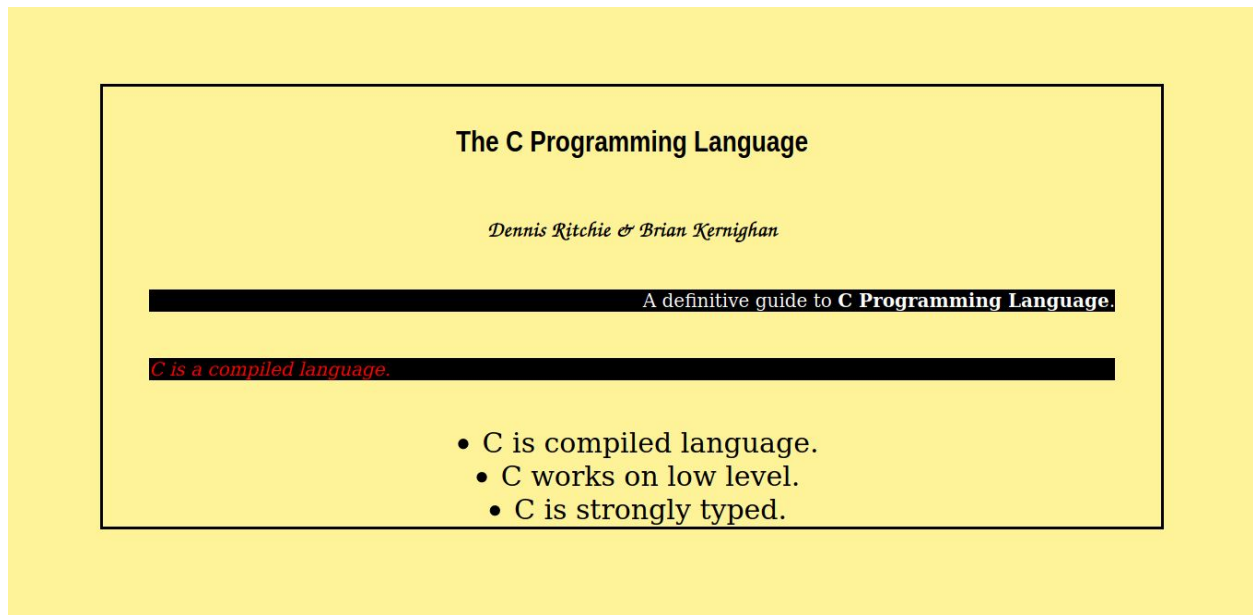 The C Programming Language
Dennis Ritchie & Brian Kernighan
A definitive guide to C Programming Language.
C is a compiled language.
• C is compiled language.
• C works on low level.
• C is strongly typed.